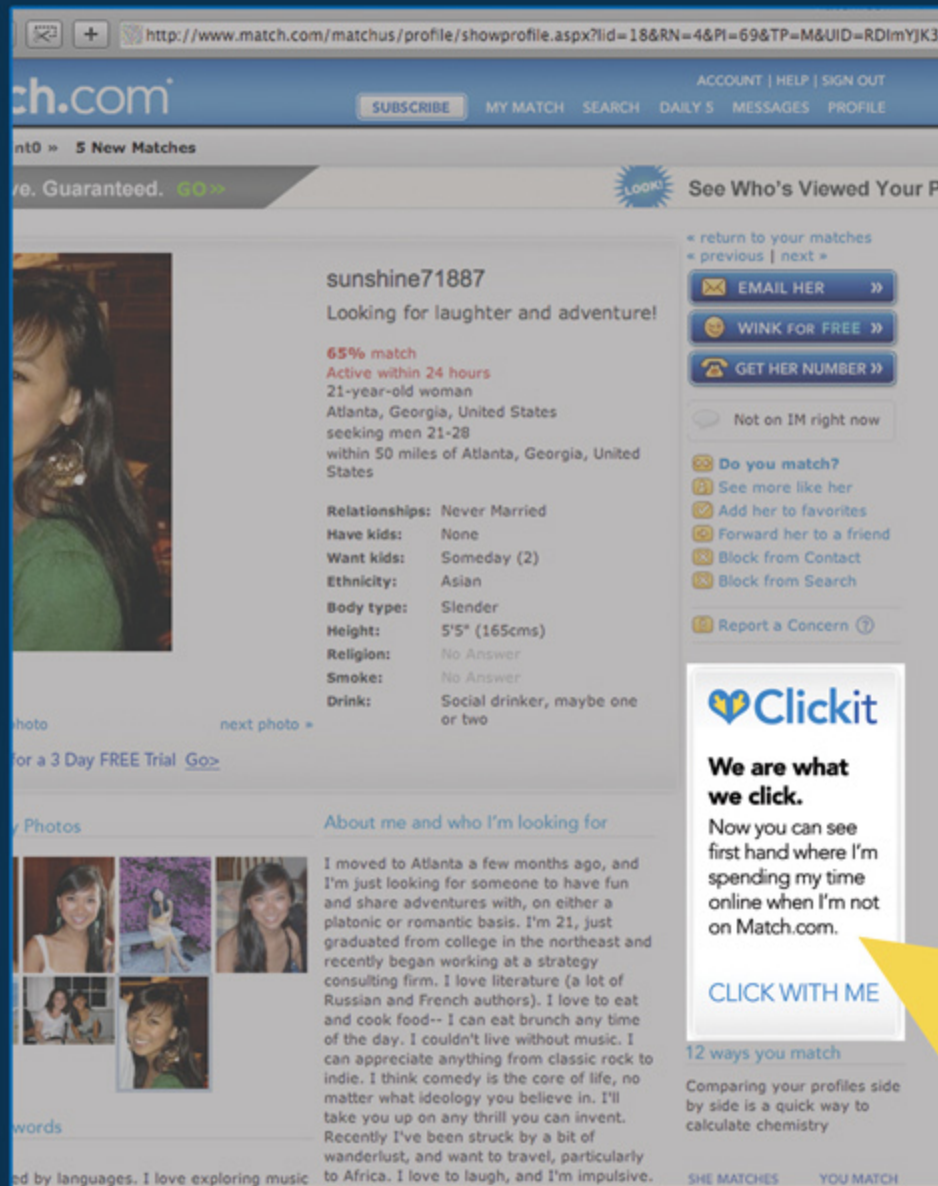 http://www.match.com/matchus/profile/showprofile.aspx?lid=18&RN=4&PI=69&TP=M&UID=RDImYJK3
ch.com
ACCOUNT | HELP | SIGN OUT
SUBSCRIBE MY MATCH SEARCH DAILY 5 MESSAGES PROFILE
nt0 » 5 New Matches
ve. Guaranteed. GO»
LOOK! See Who's Viewed Your P
« return to your matches
« previous | next »
EMAIL HER »
WINK FOR FREE »
GET HER NUMBER »
Not on IM right now
Do you match?
See more like her
Add her to favorites
Forward her to a friend
Block from Contact
Block from Search
Report a Concern ?
sunshine71887
Looking for laughter and adventure!
65% match
Active within 24 hours
21-year-old woman
Atlanta, Georgia, United States
seeking men 21-28
within 50 miles of Atlanta, Georgia, United
States
Relationships: Never Married
Have kids: None
Want kids: Someday (2)
Ethnicity: Asian
Body type: Slender
Height: 5'5" (165cms)
Religion: No Answer
Smoke: No Answer
Drink: Social drinker, maybe one
or two
photo next photo »
for a 3 Day FREE Trial Go>
Clickit
We are what
we click.
Now you can see
first hand where I'm
spending my time
online when I'm not
on Match.com.
CLICK WITH ME
y Photos
words
ed by languages. I love exploring music
About me and who I'm looking for
I moved to Atlanta a few months ago, and
I'm just looking for someone to have fun
and share adventures with, on either a
platonic or romantic basis. I'm 21, just
graduated from college in the northeast and
recently began working at a strategy
consulting firm. I love literature (a lot of
Russian and French authors). I love to eat
and cook food-- I can eat brunch any time
of the day. I couldn't live without music. I
can appreciate anything from classic rock to
indie. I think comedy is the core of life, no
matter what ideology you believe in. I'll
take you up on any thrill you can invent.
Recently I've been struck by a bit of
wanderlust, and want to travel, particularly
to Africa. I love to laugh, and I'm impulsive.
12 ways you match
Comparing your profiles side
by side is a quick way to
calculate chemistry
SHE MATCHES YOU MATCH